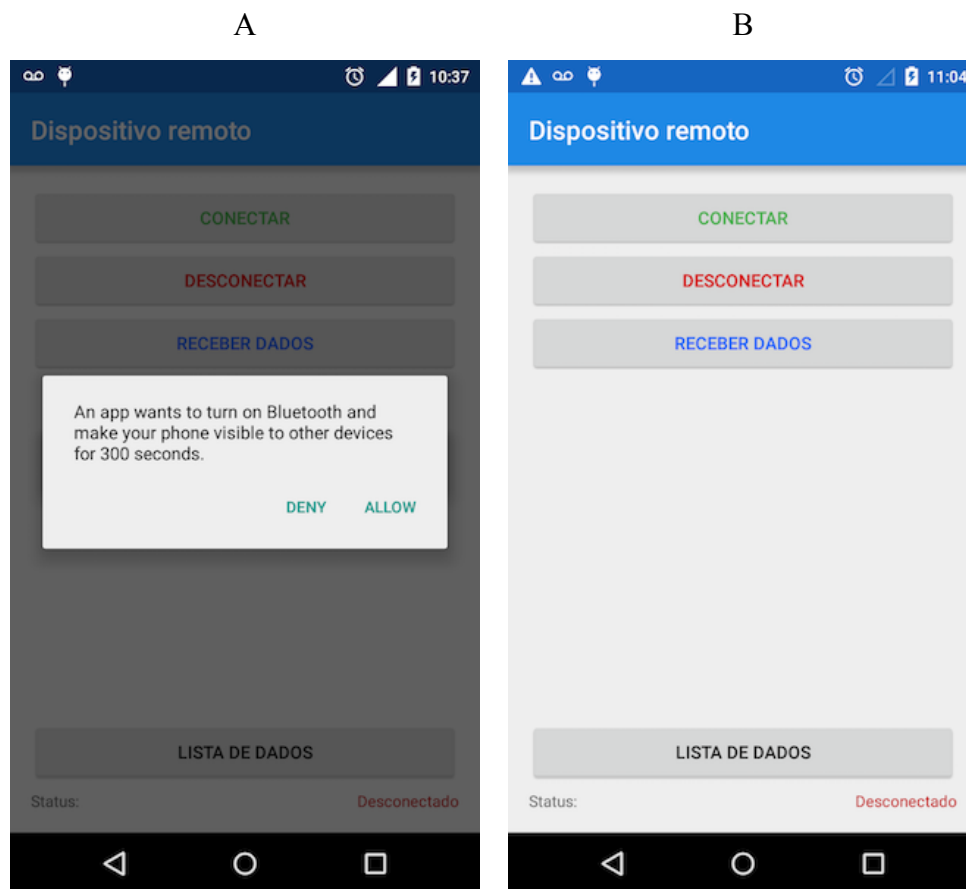 A
10:37
Dispositivo remoto
CONECTAR
DESCONECTAR
RECEBER DADOS
An app wants to turn on Bluetooth and
make your phone visible to other devices
for 300 seconds.
DENY ALLOW
LISTA DE DADOS
Status: Desconectado
B
11:04
Dispositivo remoto
CONECTAR
DESCONECTAR
RECEBER DADOS
LISTA DE DADOS
Status: Desconectado